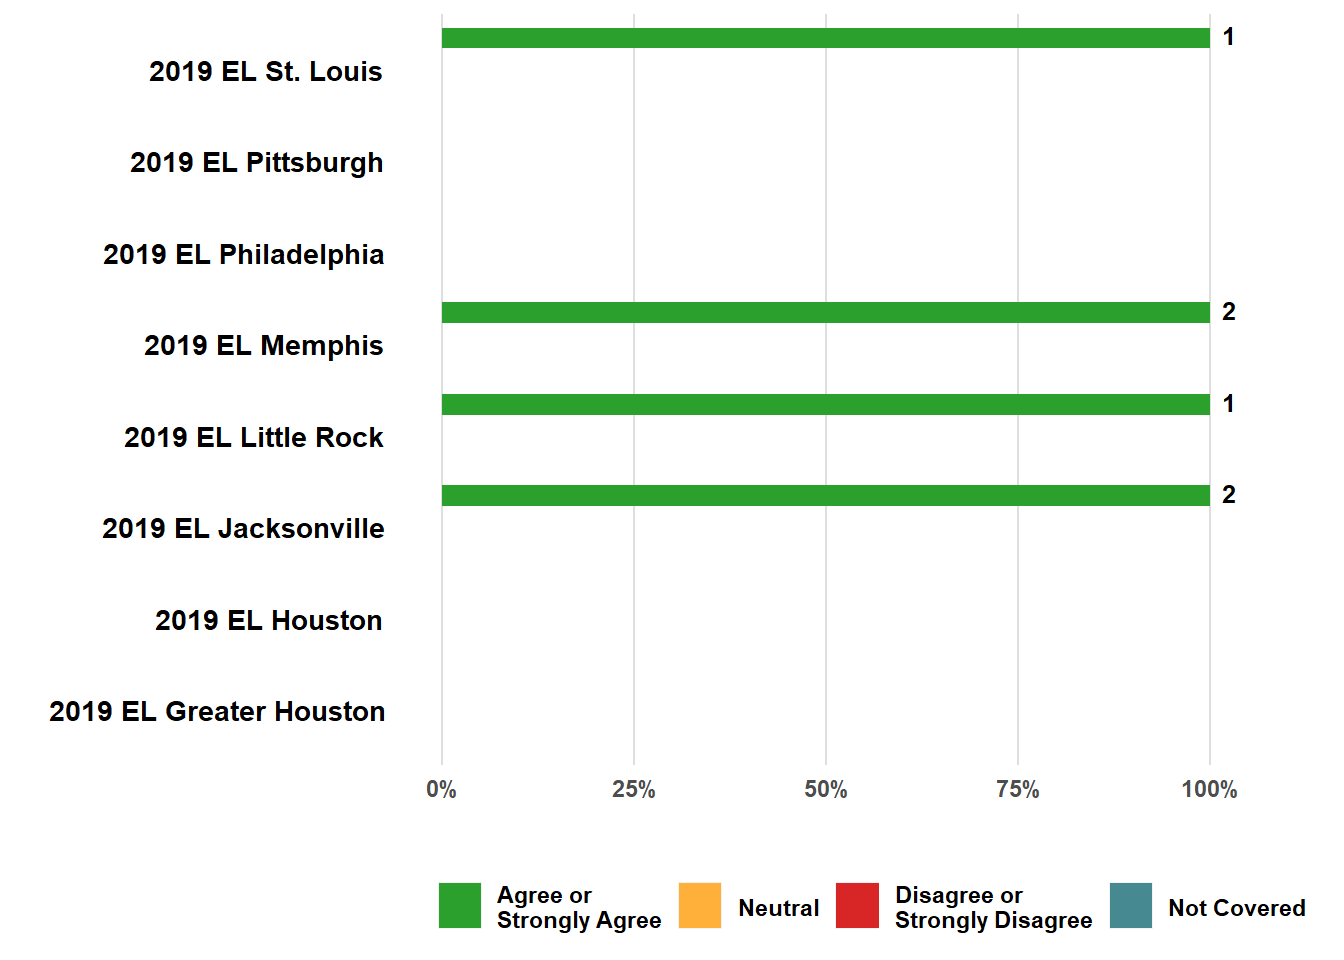 1
2019 EL St. Louis
2019 EL Pittsburgh
2019 EL Philadelphia
2
2019 EL Memphis
1
2019 EL Little Rock
2
2019 EL Jacksonville
2019 EL Houston
2019 EL Greater Houston
0% 25% 50% 75% 100%
Agree or
Strongly Agree
Neutral
Disagree or
Strongly Disagree
Not Covered